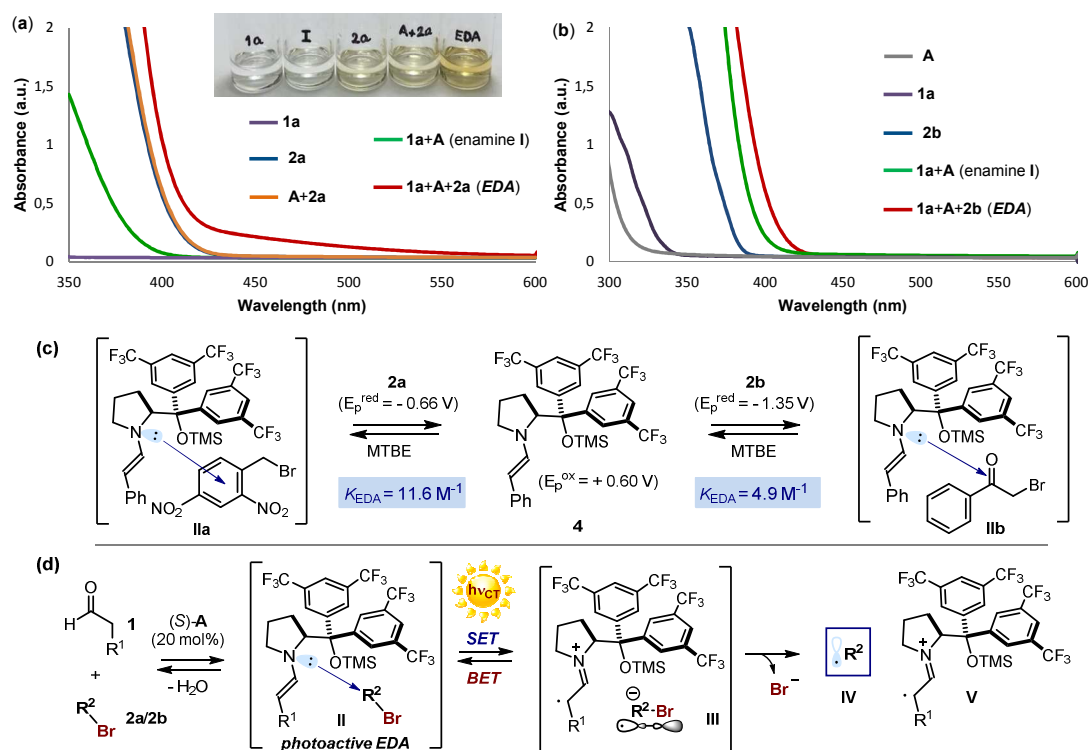 (a)
2
1,5
1
0,5
0
Absorbance (a.u.)
350 400 450 500 550 600
Wavelength (nm)
1a I 2a A+2a EDA
1a
2a
A+2a
1a+A (enamine I)
1a+A+2a (EDA)
(b)
2
1,5
1
0,5
0
Absorbance (a.u.)
300 350 400 450 500 550 600
Wavelength (nm)
A
1a
2b
1a+A (enamine I)
1a+A+2b (EDA)
(c)
CF3
F3C
CF3
N
OTMS
CF3
Br
Ph
NO2
NO2
IIa
2a
(Ep^red = - 0.66 V)
MTBE
KEDA = 11.6 M−1
CF3
F3C
CF3
N
OTMS
CF3
Ph
(Ep^ox = + 0.60 V)
4
2b
(Ep^red = - 1.35 V)
MTBE
KEDA = 4.9 M−1
CF3
F3C
CF3
N
OTMS
CF3
O
Br
Ph
IIb
(d)
O
H
1
R1
+
R2
Br
2a/2b
(S)-A
(20 mol%)
- H2O
CF3
F3C
CF3
N
OTMS
CF3
R2
Br
R1
II
photoactive EDA
hνCT
SET
BET
CF3
F3C
CF3
+
N
OTMS
CF3
−
R2-Br
R1
III
Br−
R2
IV
CF3
F3C
CF3
+
N
OTMS
CF3
R1
V